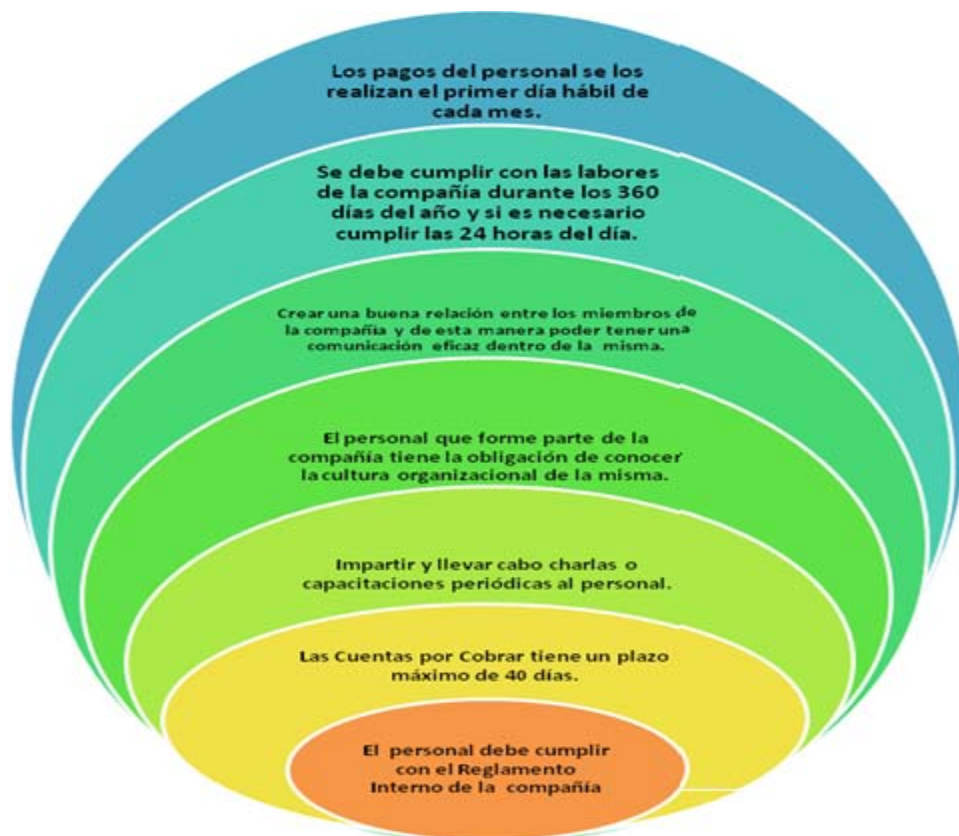 Los pagos del personal se los
realizan el primer día hábil de
cada mes.
Se debe cumplir con las labores
de la compañía durante los 360
días del año y si es necesario
cumplir las 24 horas del día.
Crear una buena relación entre los miembros de
la compañía y de esta manera poder tener una
comunicación eficaz dentro de la misma.
El personal que forme parte de la
compañía tiene la obligación de conocer
la cultura organizacional de la misma.
Impartir y llevar cabo charlas o
capacitaciones periódicas al personal.
Las Cuentas por Cobrar tiene un plazo
máximo de 40 días.
El personal debe cumplir
con el Reglamento
Interno de la compañía